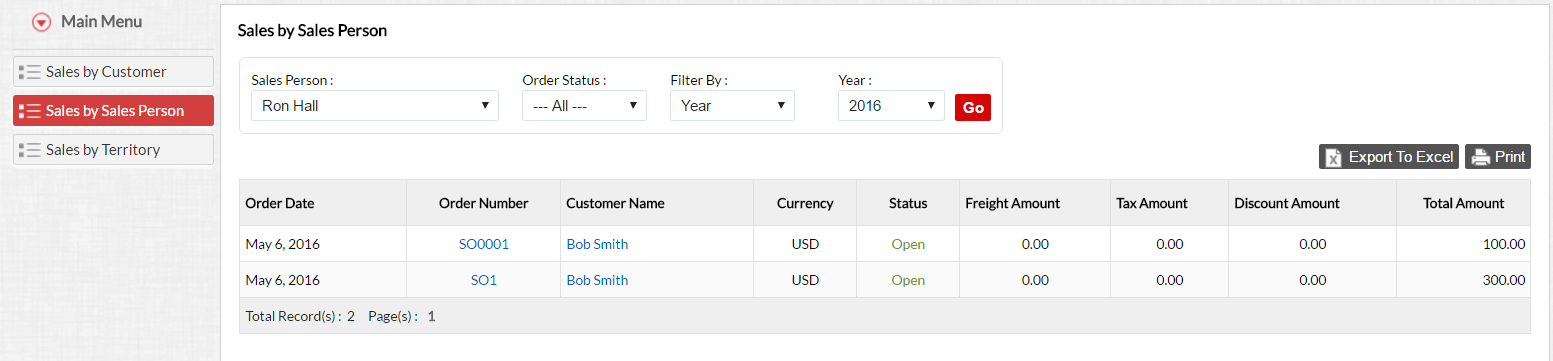 Main Menu
Sales by Customer
Sales by Sales Person
Sales by Territory
Sales by Sales Person
Sales Person : Order Status : Filter By : Year :
Ron Hall --- All --- Year 2016 Go
Export To Excel Print
Order Date Order Number Customer Name Currency Status Freight Amount Tax Amount Discount Amount Total Amount
May 6, 2016 SO0001 Bob Smith USD Open 0.00 0.00 0.00 100.00
May 6, 2016 SO1 Bob Smith USD Open 0.00 0.00 0.00 300.00
Total Record(s) : 2 Page(s) : 1